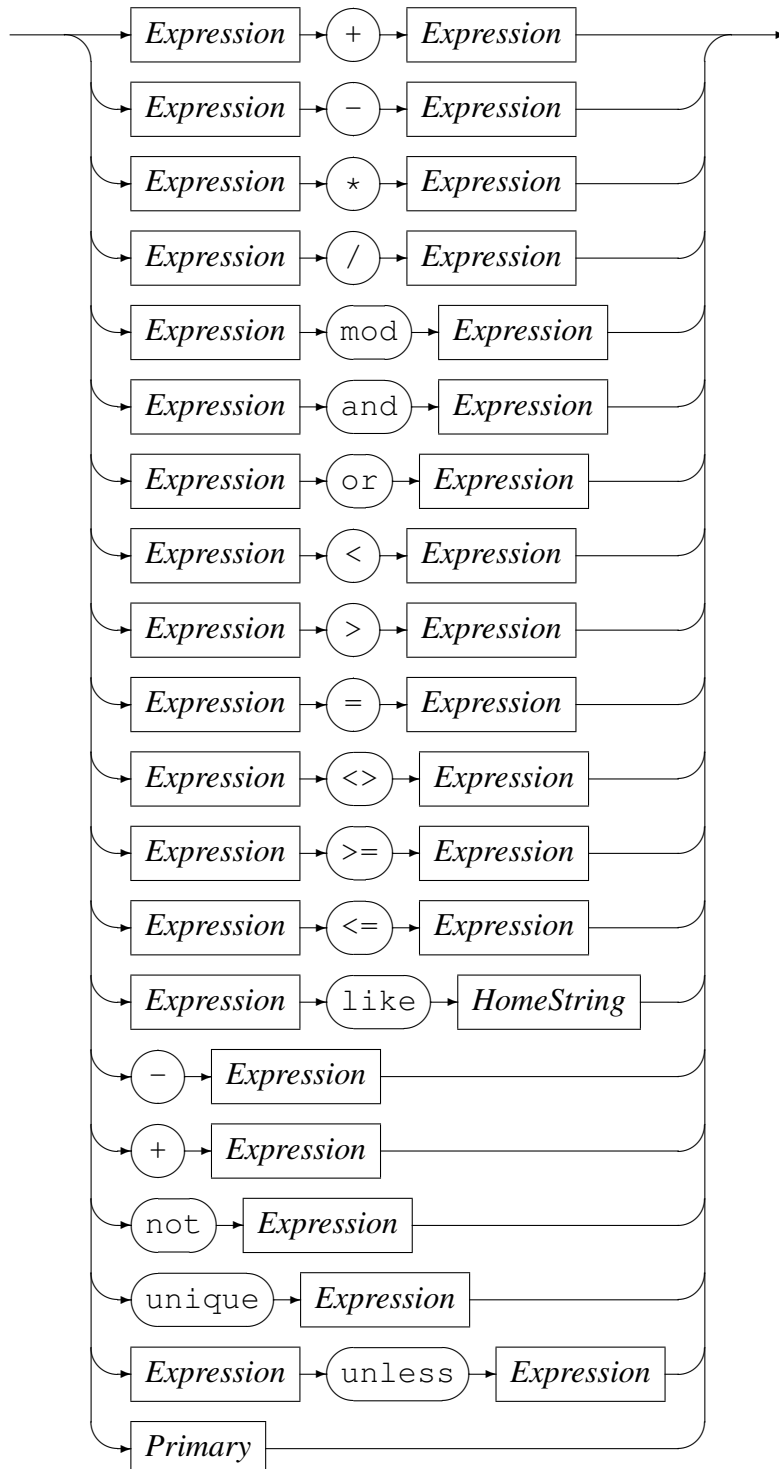 Expression + Expression
Expression - Expression
Expression * Expression
Expression / Expression
Expression mod Expression
Expression and Expression
Expression or Expression
Expression < Expression
Expression > Expression
Expression = Expression
Expression <> Expression
Expression >= Expression
Expression <= Expression
Expression like HomeString
- Expression
+ Expression
not Expression
unique Expression
Expression unless Expression
Primary